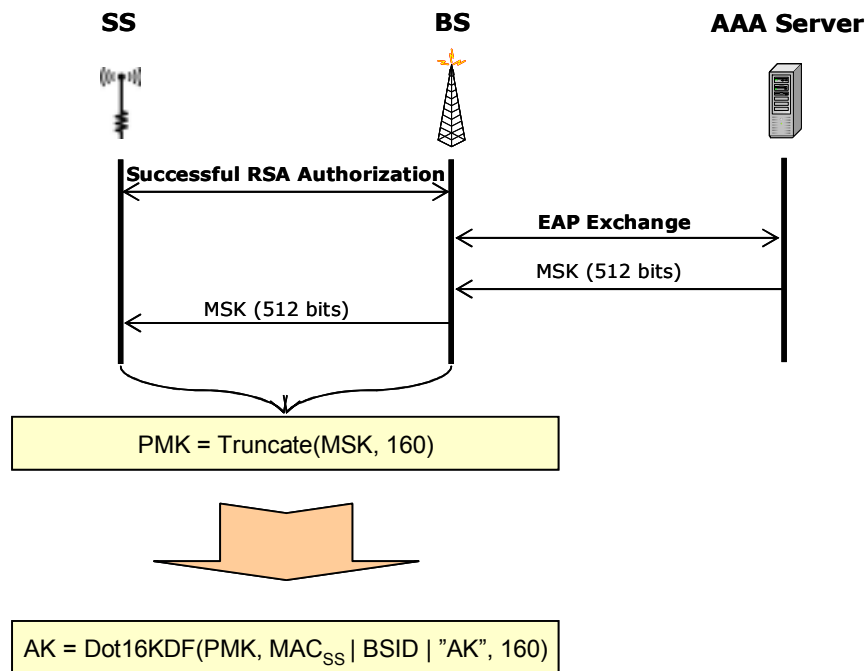 SS
BS
AAA Server
Successful RSA Authorization
EAP Exchange
MSK (512 bits)
MSK (512 bits)
PMK = Truncate(MSK, 160)
AK = Dot16KDF(PMK, MACSS | BSID | ”AK”, 160)